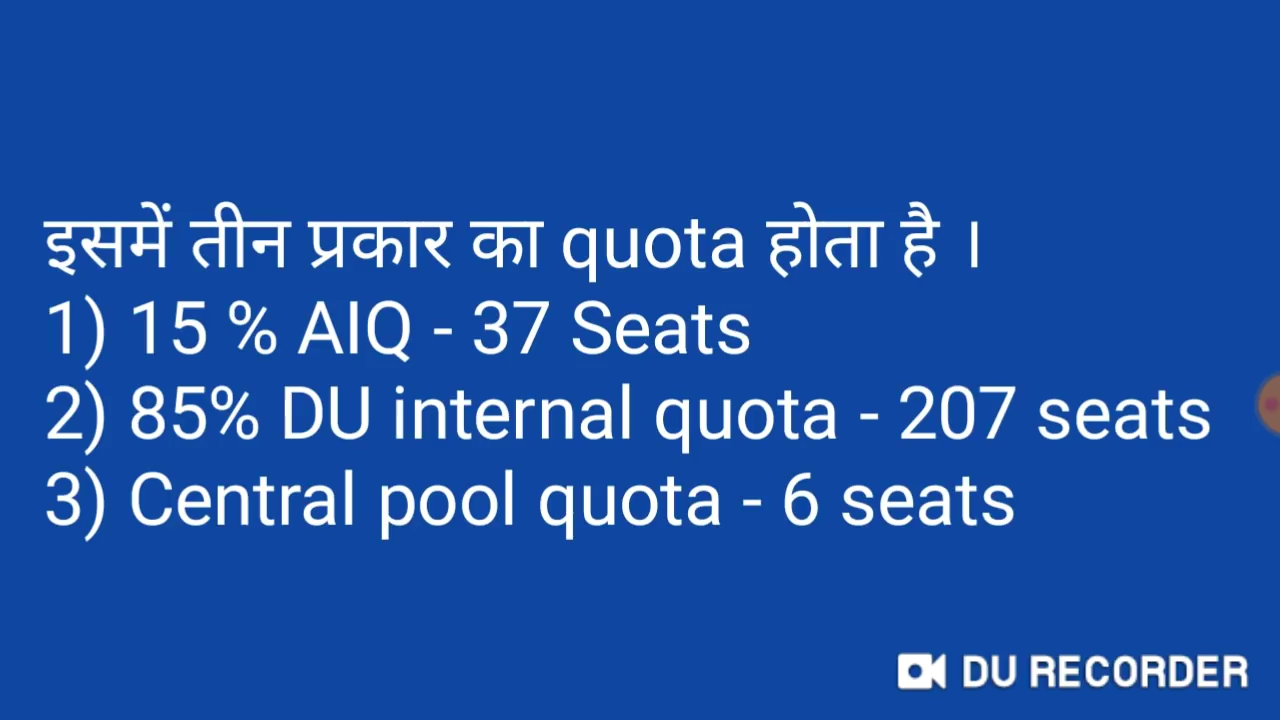 इसमें तीन प्रकार का quota होता है ।
1) 15 % AIQ - 37 Seats
2) 85% DU internal quota - 207 seats
3) Central pool quota - 6 seats
DU RECORDER